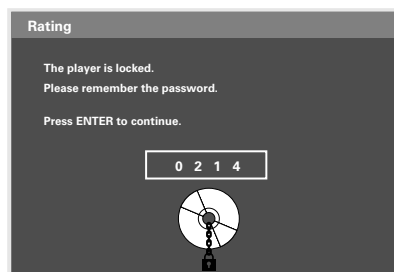 Rating
The player is locked.
Please remember the password.
Press ENTER to continue.
0 2 1 4